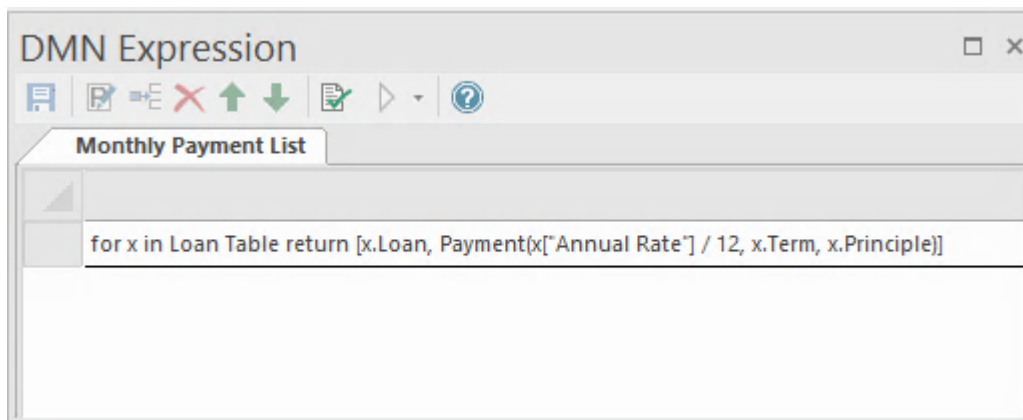 DMN Expression
Monthly Payment List
for x in Loan Table return [x.Loan, Payment(x["Annual Rate"] / 12, x.Term, x.Principle)]